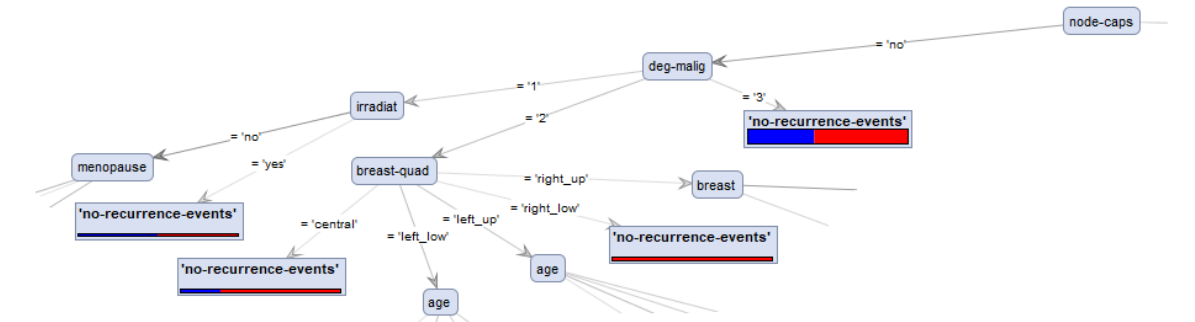 node-caps
= 'no'
deg-malig
= '1'
= '3'
irradiat
= '2'
'no-recurrence-events'
= 'no'
= 'yes'
menopause
breast-quad
= 'right_up'
breast
'no-recurrence-events'
= 'central'
= 'left_low'
= 'left_up'
= 'right_low'
'no-recurrence-events'
'no-recurrence-events'
age
age